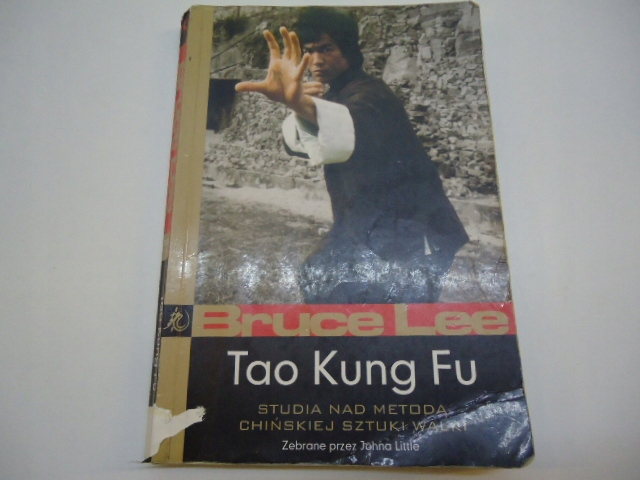 Bruce Lee
Tao Kung Fu
STUDIA NAD METODĄ
CHIŃSKIEJ SZTUKI WALKI
Zebrane przez Johna Little